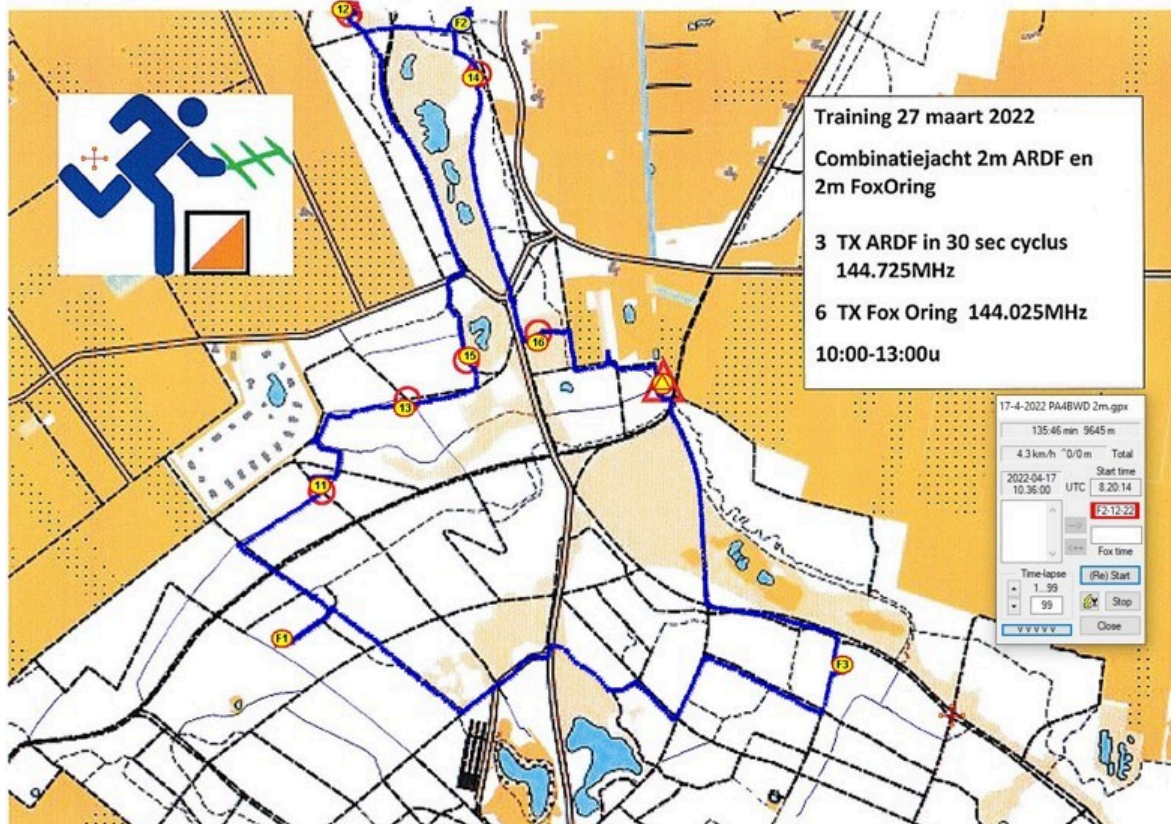 12
F2
14
Training 27 maart 2022
Combinatiejacht 2m ARDF en
2m FoxOring
3 TX ARDF in 30 sec cyclus
144.725MHz
6 TX Fox Oring 144.025MHz
10:00-13:00u
16
15
13
11
F1
F3
17-4-2022 PA4BWD 2m.gpx
135:46 min 9645 m
4.3 km/h ^0/0 m Total
Start time
2022-04-17
10.36:00
UTC
8.20:14
F2-12-22
-->
<--
Fox time
Time-lapse
1...99
99
(Re) Start
Stop
V V V V V
Close